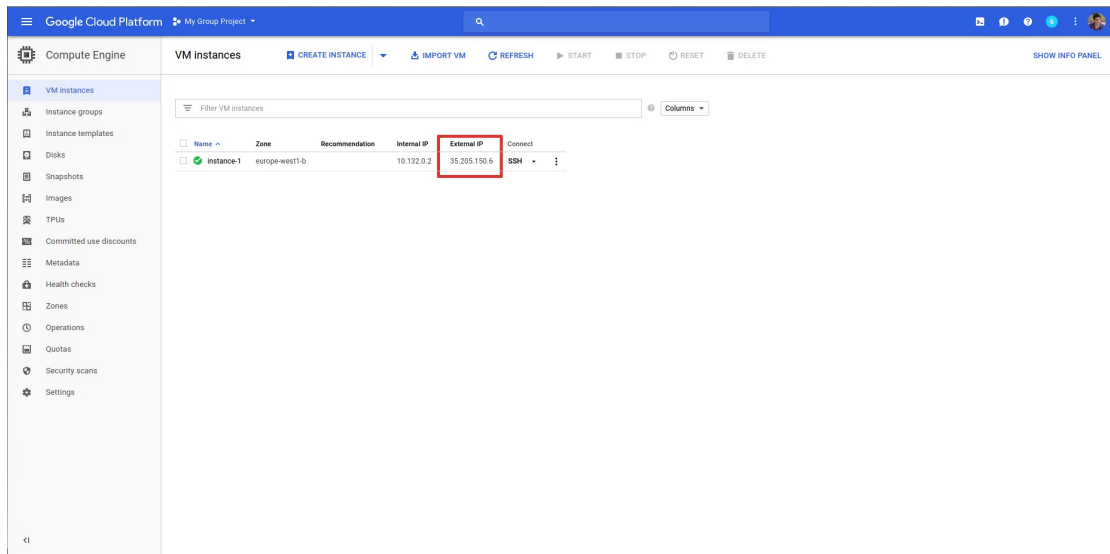 Google Cloud Platform My Group Project
Compute Engine
VM instances
CREATE INSTANCE
IMPORT VM
REFRESH
START
STOP
RESET
DELETE
SHOW INFO PANEL
VM instances
Instance groups
Instance templates
Disks
Snapshots
Images
TPUs
Committed use discounts
Metadata
Health checks
Zones
Operations
Quotas
Security scans
Settings
Filter VM instances
Columns
Name Zone Recommendation Internal IP External IP Connect
instance-1 europe-west1-b 10.132.0.2 35.205.150.6 SSH